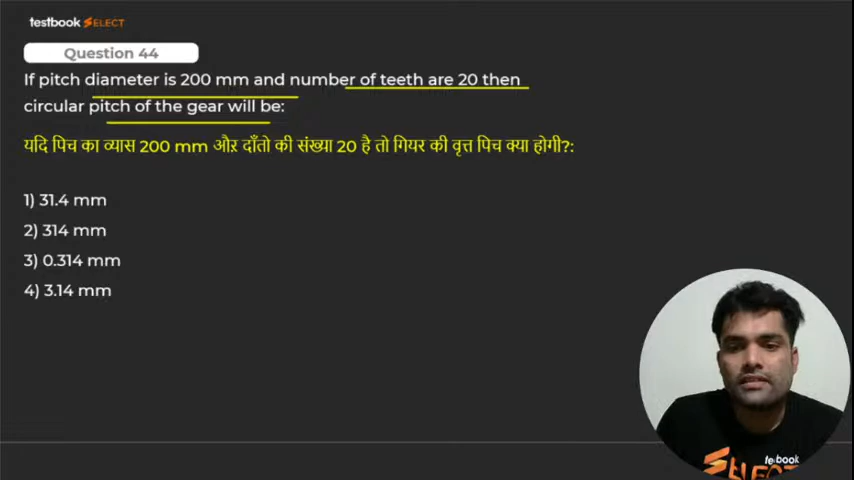 testbook SELECT
Question 44
If pitch diameter is 200 mm and number of teeth are 20 then
circular pitch of the gear will be:
यदि पिच का व्यास 200 mm और दाँतो की संख्या 20 है तो गियर की वृत्त पिच क्या होगी?:
1) 31.4 mm
2) 314 mm
3) 0.314 mm
4) 3.14 mm
testbook
SELECT